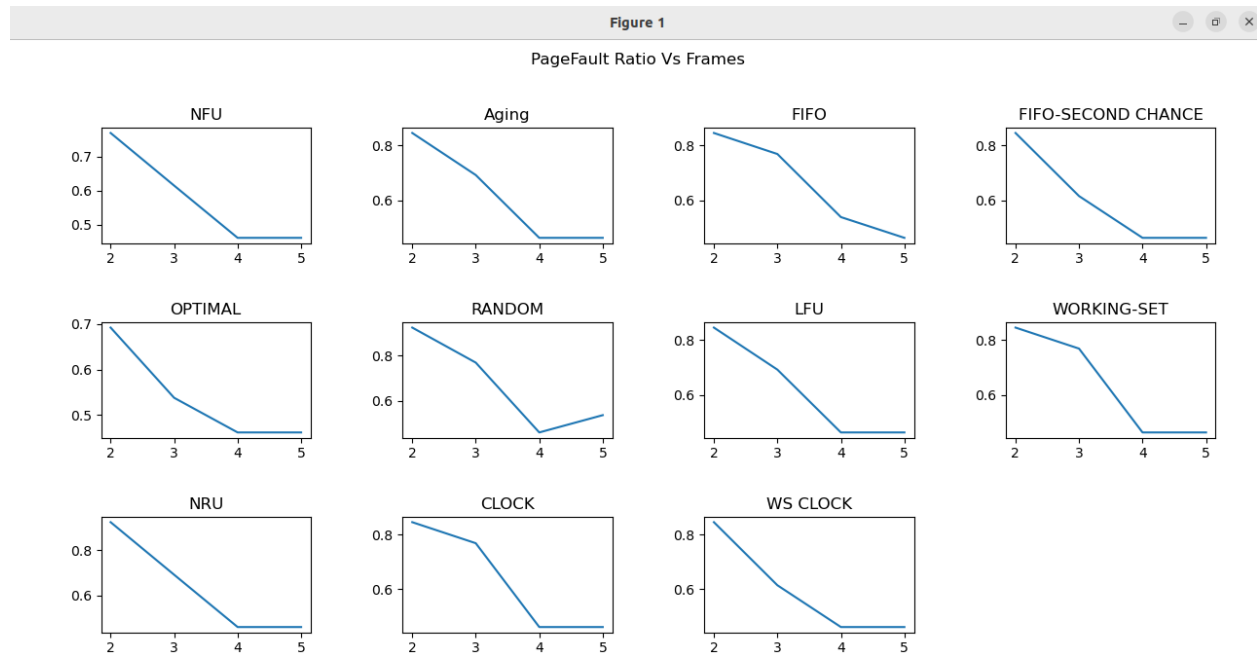 Figure 1
PageFault Ratio Vs Frames
NFU
0.7
0.6
0.5
2 3 4 5
Aging
0.8
0.6
2 3 4 5
FIFO
0.8
0.6
2 3 4 5
FIFO-SECOND CHANCE
0.8
0.6
2 3 4 5
OPTIMAL
0.7
0.6
0.5
2 3 4 5
RANDOM
0.8
0.6
2 3 4 5
LFU
0.8
0.6
2 3 4 5
WORKING-SET
0.8
0.6
2 3 4 5
NRU
0.8
0.6
2 3 4 5
CLOCK
0.8
0.6
2 3 4 5
WS CLOCK
0.8
0.6
2 3 4 5